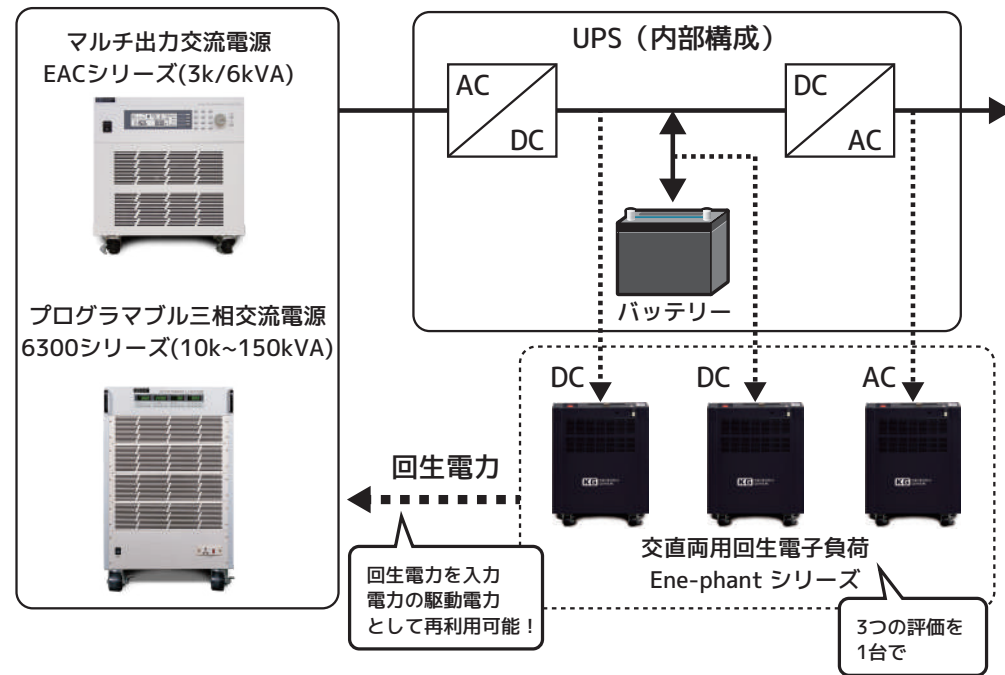 マルチ出力交流電源
EACシリーズ(3k/6kVA)
プログラマブル三相交流電源
6300シリーズ(10k~150kVA)
UPS（内部構成）
AC
DC
DC
AC
バッテリー
DC
DC
AC
KG
KG
KG
回生電力
交直両用回生電子負荷
Ene-phant シリーズ
回生電力を入力
電力の駆動電力
として再利用可能！
3つの評価を
1台で